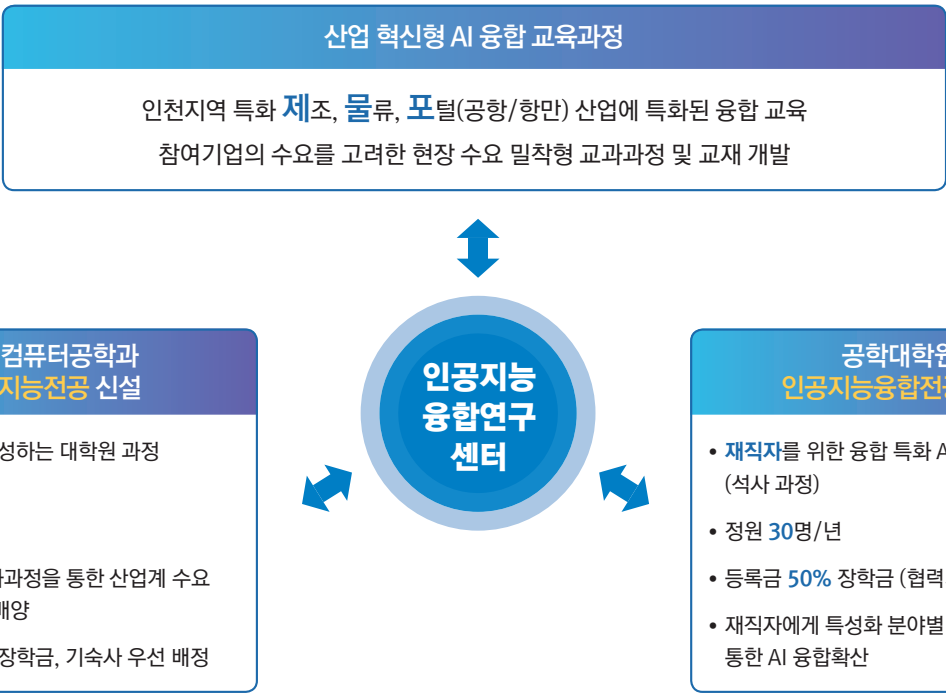 산업 혁신형 AI 융합 교육과정
인천지역 특화 제조, 물류, 포털(공항/항만) 산업에 특화된 융합 교육
참여기업의 수요를 고려한 현장 수요 밀착형 교과과정 및 교재 개발
인공지능
융합연구
센터
컴퓨터공학과
지능전공 신설
성하는 대학원 과정
과정을 통한 산업계 수요
배양
장학금, 기숙사 우선 배정
공학대학원
인공지능융합전공
• 재직자를 위한 융합 특화 A
(석사 과정)
• 정원 30명/년
• 등록금 50% 장학금 (협력
• 재직자에게 특성화 분야별
통한 AI 융합확산